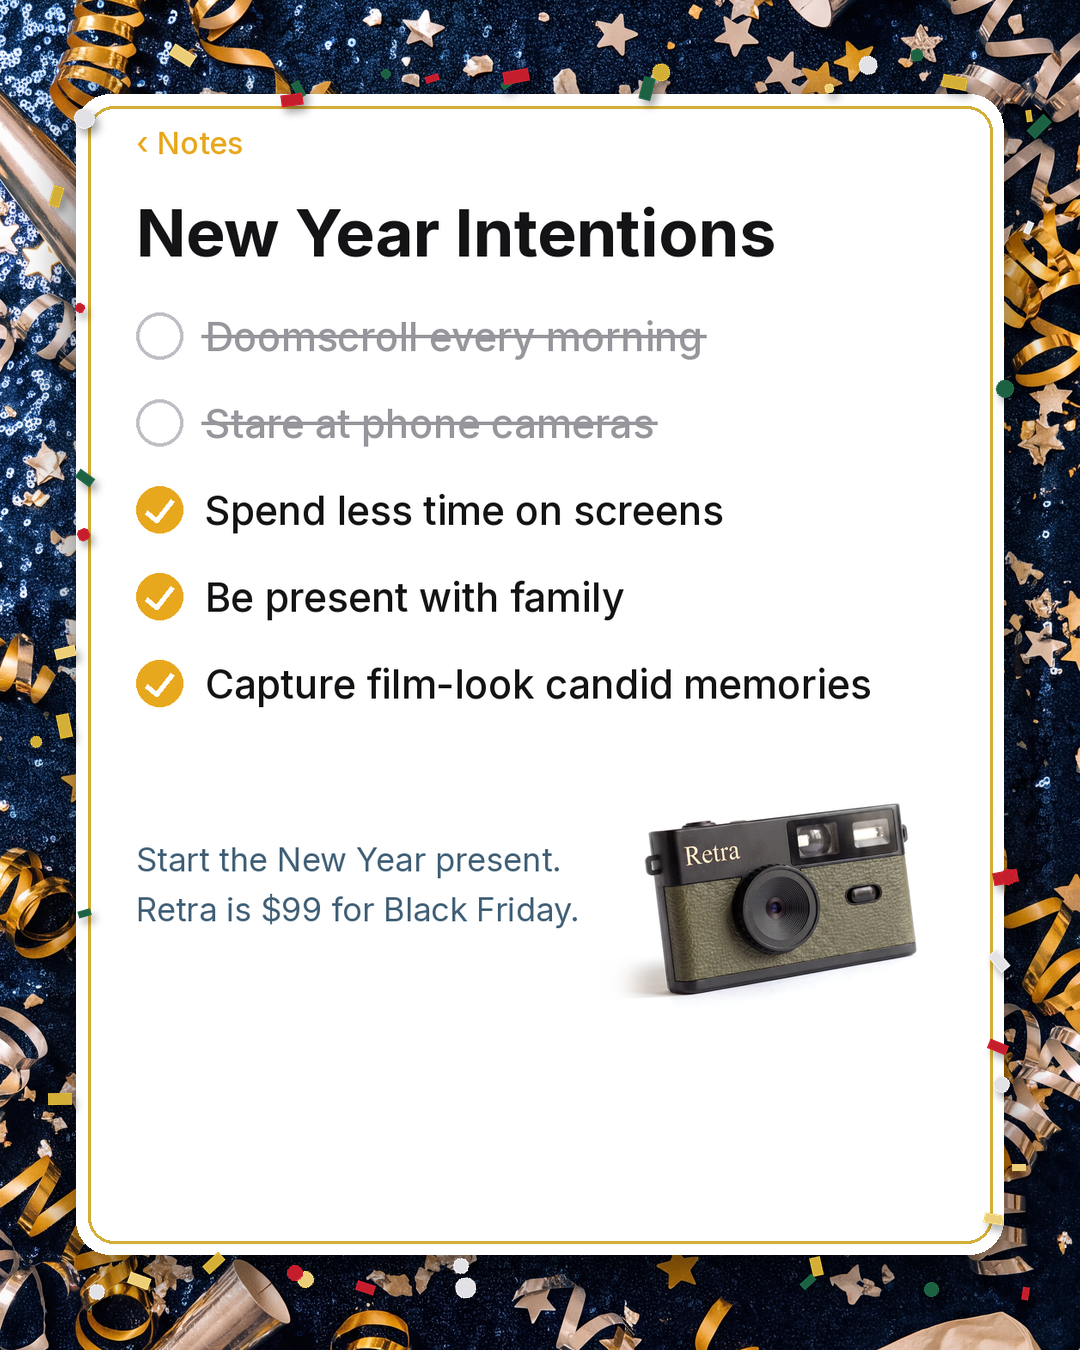 ‹ Notes
New Year Intentions
Doomscroll every morning
Stare at phone cameras
Spend less time on screens
Be present with family
Capture film-look candid memories
Start the New Year present.
Retra is $99 for Black Friday.
Retra